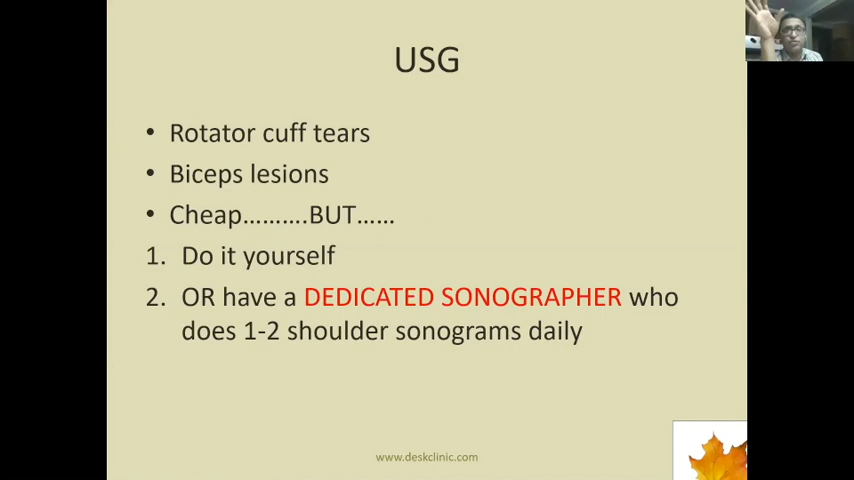 USG
• Rotator cuff tears
• Biceps lesions
• Cheap……….BUT……
1. Do it yourself
2. OR have a DEDICATED SONOGRAPHER who
does 1-2 shoulder sonograms daily
www.deskclinic.com